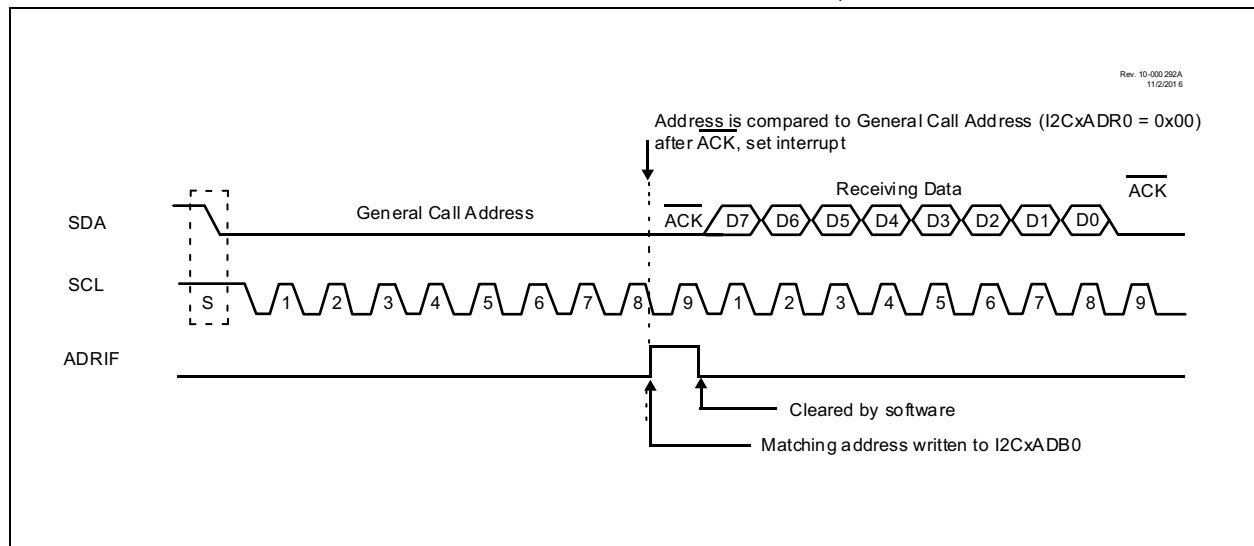 Rev. 10-000 292A
11/2/201 6
Address is compared to General Call Address (I2CxADR0 = 0x00)
after ACK, set interrupt
Receiving Data
ACK
SDA
General Call Address
ACK D7 D6 D5 D4 D3 D2 D1 D0
SCL
S 1 2 3 4 5 6 7 8 9 1 2 3 4 5 6 7 8 9
ADRIF
Cleared by software
Matching address written to I2CxADB0